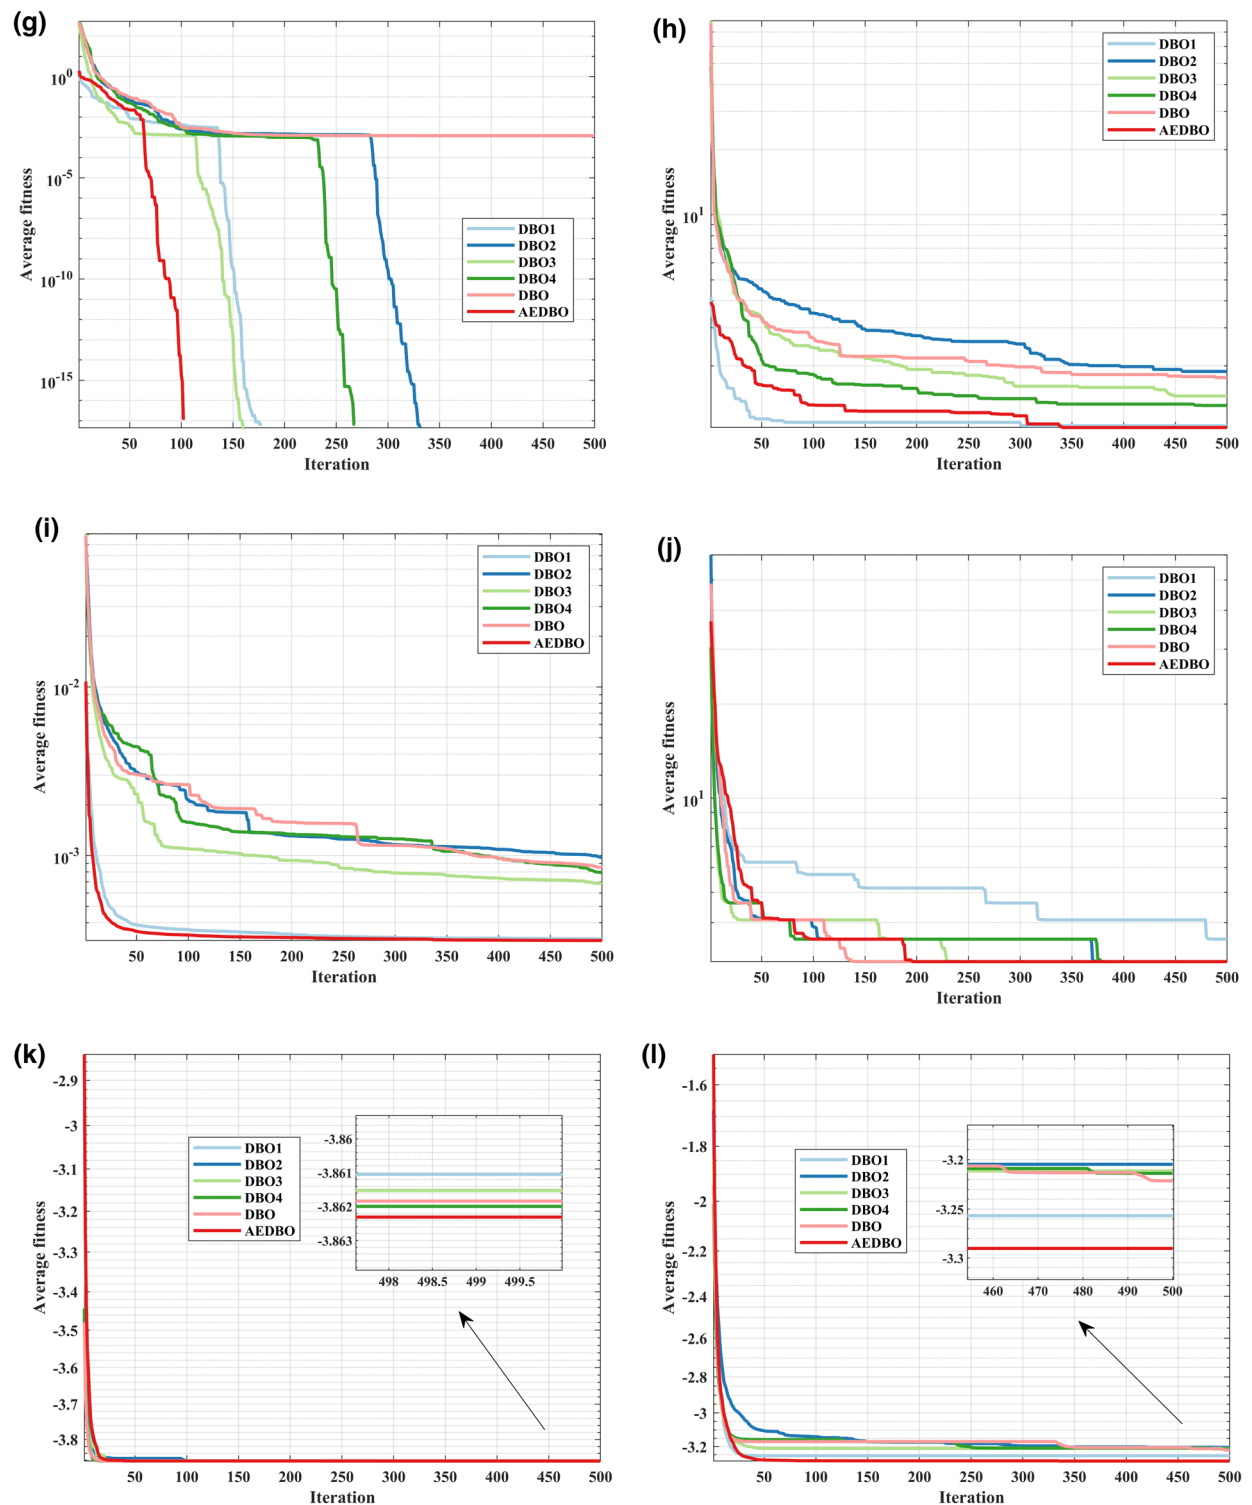 (g)
Average fitness
10^0
10^-5
10^-10
10^-15
DBO1
DBO2
DBO3
DBO4
DBO
AEDBO
50 100 150 200 250 300 350 400 450 500
Iteration
(h)
Average fitness
10^1
DBO1
DBO2
DBO3
DBO4
DBO
AEDBO
50 100 150 200 250 300 350 400 450 500
Iteration
(i)
Average fitness
10^-2
10^-3
DBO1
DBO2
DBO3
DBO4
DBO
AEDBO
50 100 150 200 250 300 350 400 450 500
Iteration
(j)
Average fitness
10^1
DBO1
DBO2
DBO3
DBO4
DBO
AEDBO
50 100 150 200 250 300 350 400 450 500
Iteration
(k)
Average fitness
-2.9
-3
-3.1
-3.2
-3.3
-3.4
-3.5
-3.6
-3.7
-3.8
DBO1
DBO2
DBO3
DBO4
DBO
AEDBO
-3.86
-3.861
-3.862
-3.863
498 498.5 499 499.5
50 100 150 200 250 300 350 400 450 500
Iteration
(l)
Average fitness
-1.6
-1.8
-2
-2.2
-2.4
-2.6
-2.8
-3
-3.2
DBO1
DBO2
DBO3
DBO4
DBO
AEDBO
-3.2
-3.25
-3.3
460 470 480 490 500
50 100 150 200 250 300 350 400 450 500
Iteration